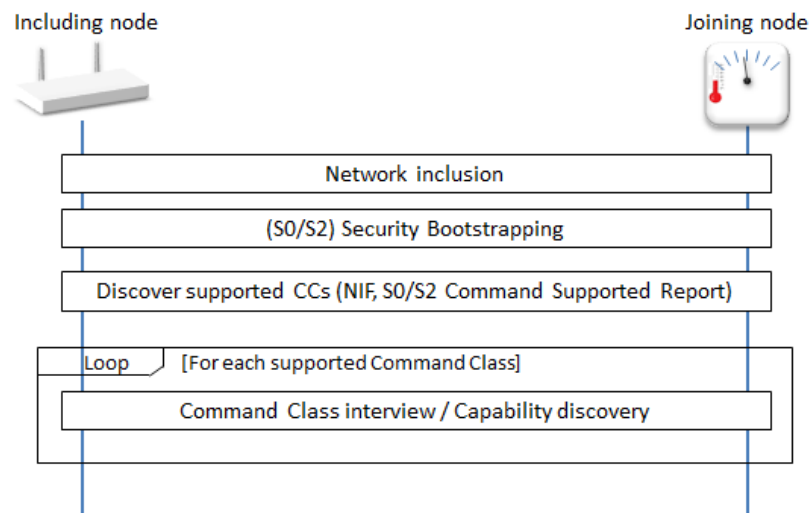 Including node
Joining node
Network inclusion
(S0/S2) Security Bootstrapping
Discover supported CCs (NIF, S0/S2 Command Supported Report)
Loop
[For each supported Command Class]
Command Class interview / Capability discovery